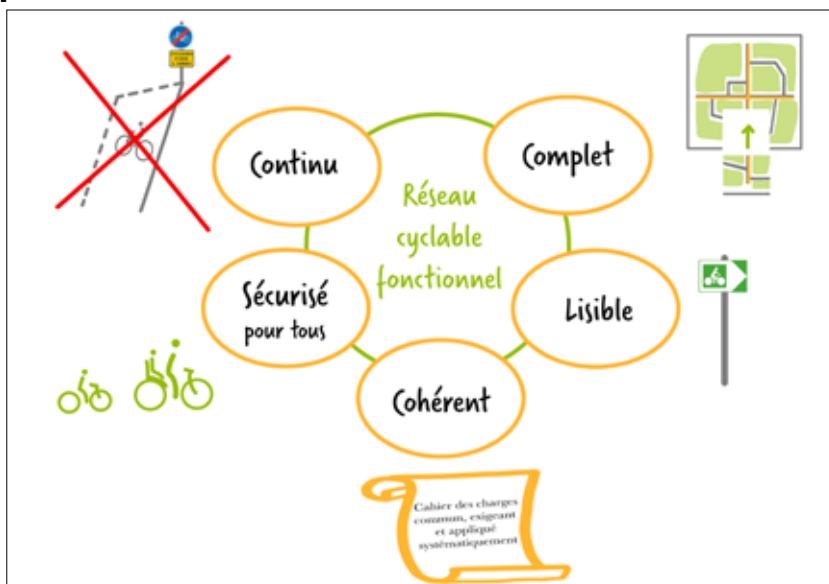 Continu
Complet
Réseau
cyclable
fonctionnel
Sécurisé
pour tous
Lisible
Cohérent
Cahier des charges
commun, exigeant
et appliqué
systématiquement